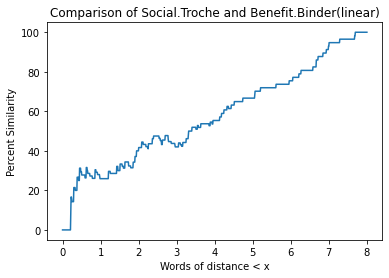 Comparison of Social.Troche and Benefit.Binder(linear)
100
80
60
40
20
0
Percent Similarity
0 1 2 3 4 5 6 7 8
Words of distance < x